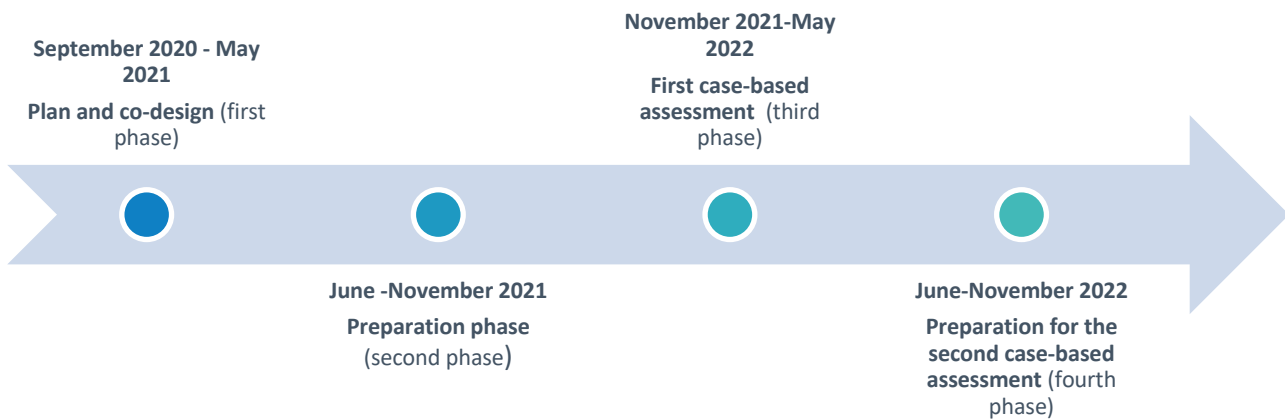 September 2020 - May
2021
Plan and co-design (first
phase)
June -November 2021
Preparation phase
(second phase)
November 2021-May
2022
First case-based
assessment (third
phase)
June-November 2022
Preparation for the
second case-based
assessment (fourth
phase)